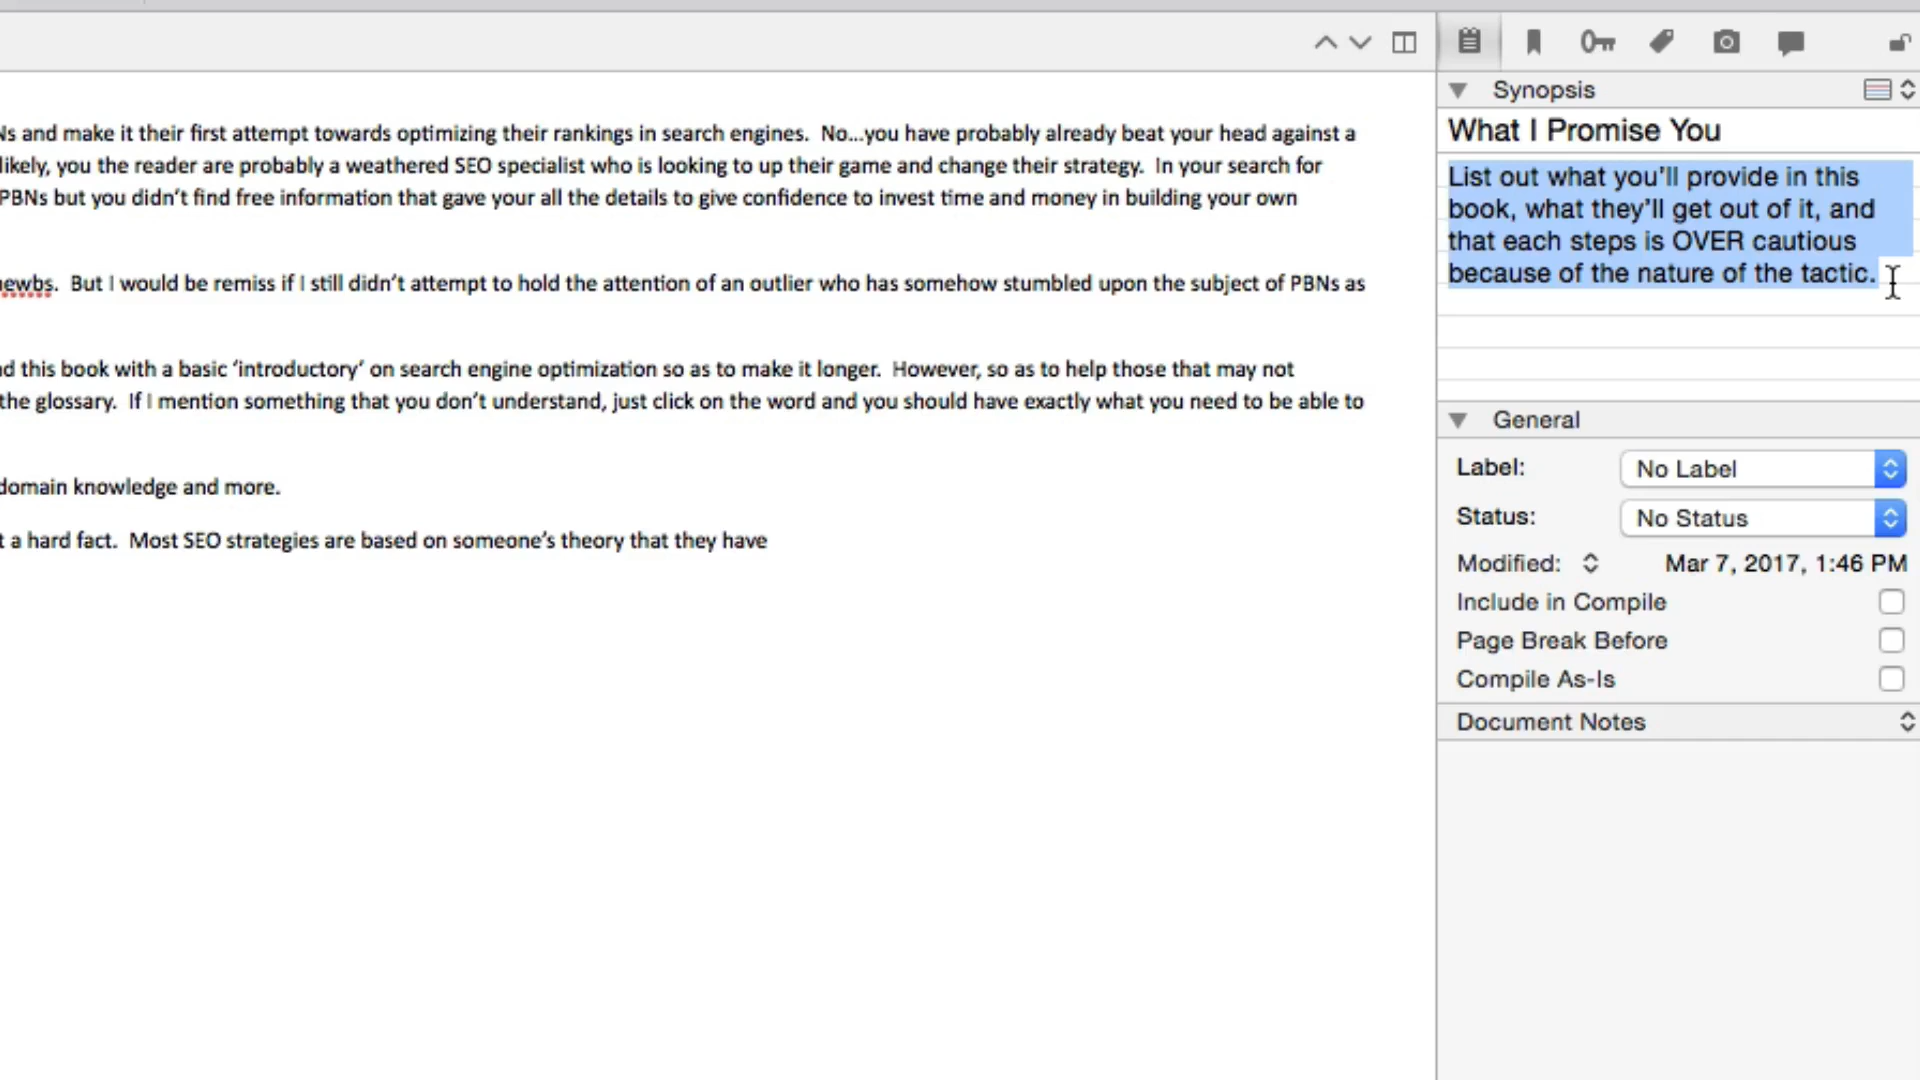 Ns and make it their first attempt towards optimizing their rankings in search engines.  No...you have probably already beat your head against a
likely, you the reader are probably a weathered SEO specialist who is looking to up their game and change their strategy.  In your search for
PBNs but you didn't find free information that gave your all the details to give confidence to invest time and money in building your own
newbs.  But I would be remiss if I still didn't attempt to hold the attention of an outlier who has somehow stumbled upon the subject of PBNs as
d this book with a basic 'introductory' on search engine optimization so as to make it longer.  However, so as to help those that may not
the glossary.  If I mention something that you don't understand, just click on the word and you should have exactly what you need to be able to
domain knowledge and more.
t a hard fact.  Most SEO strategies are based on someone's theory that they have
Synopsis
What I Promise You
List out what you'll provide in this
book, what they'll get out of it, and
that each steps is OVER cautious
because of the nature of the tactic.
General
Label:
No Label
Status:
No Status
Modified:
Mar 7, 2017, 1:46 PM
Include in Compile
Page Break Before
Compile As-Is
Document Notes